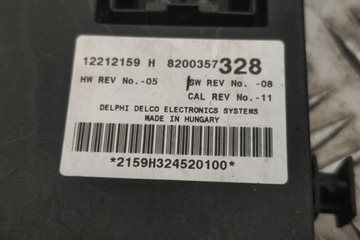 12212159 H 8200357328
HW REV No.-05 SW REV No. -08
CAL REV No.-11
DELPHI DELCO ELECTRONICS SYSTEMS
MADE IN HUNGARY
*2159H324520100*